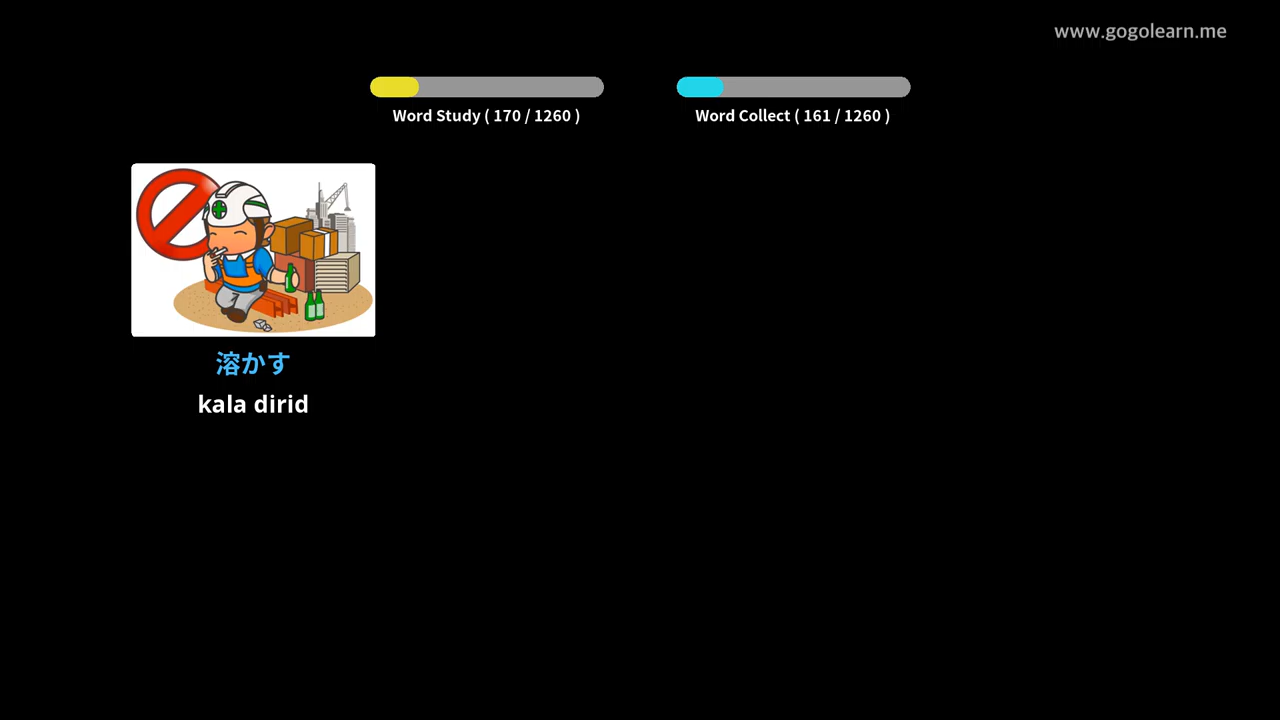 www.gogolearn.me
Word Study ( 170 / 1260 )
Word Collect ( 161 / 1260 )
溶かす
kala dirid